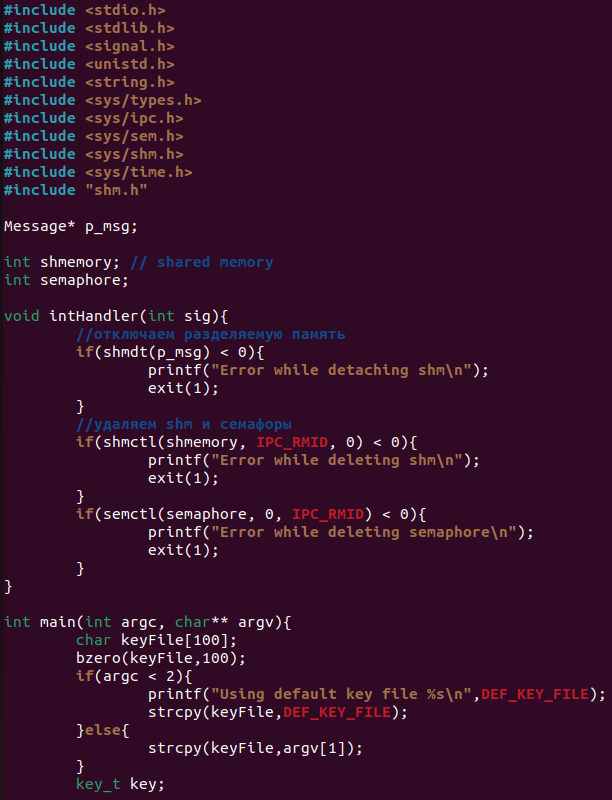 #include <stdio.h>
#include <stdlib.h>
#include <signal.h>
#include <unistd.h>
#include <string.h>
#include <sys/types.h>
#include <sys/ipc.h>
#include <sys/sem.h>
#include <sys/shm.h>
#include <sys/time.h>
#include "shm.h"

Message* p_msg;

int shmemory; // shared memory
int semaphore;

void intHandler(int sig){
        //отключаем разделяемую память
        if(shmdt(p_msg) < 0){
                printf("Error while detaching shm\n");
                exit(1);
        }
        //удаляем shm и семафоры
        if(shmctl(shmemory, IPC_RMID, 0) < 0){
                printf("Error while deleting shm\n");
                exit(1);
        }
        if(semctl(semaphore, 0, IPC_RMID) < 0){
                printf("Error while deleting semaphore\n");
                exit(1);
        }
}

int main(int argc, char** argv){
        char keyFile[100];
        bzero(keyFile,100);
        if(argc < 2){
                printf("Using default key file %s\n",DEF_KEY_FILE);
                strcpy(keyFile,DEF_KEY_FILE);
        }else{
                strcpy(keyFile,argv[1]);
        }
        key_t key;